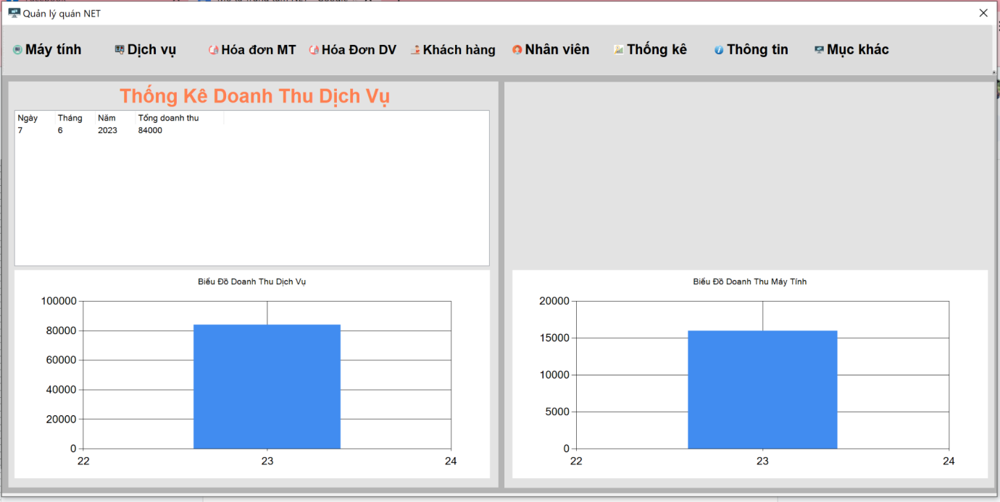 Quản lý quán NET
Máy tính Dịch vụ Hóa đơn MT Hóa Đơn DV Khách hàng Nhân viên Thống kê Thông tin Mục khác
Thống Kê Doanh Thu Dịch Vụ
Ngày Tháng Năm Tổng doanh thu
7 6 2023 84000
Biểu Đồ Doanh Thu Dịch Vụ
100000
80000
60000
40000
20000
0
22 23 24
Biểu Đồ Doanh Thu Máy Tính
20000
15000
10000
5000
0
22 23 24